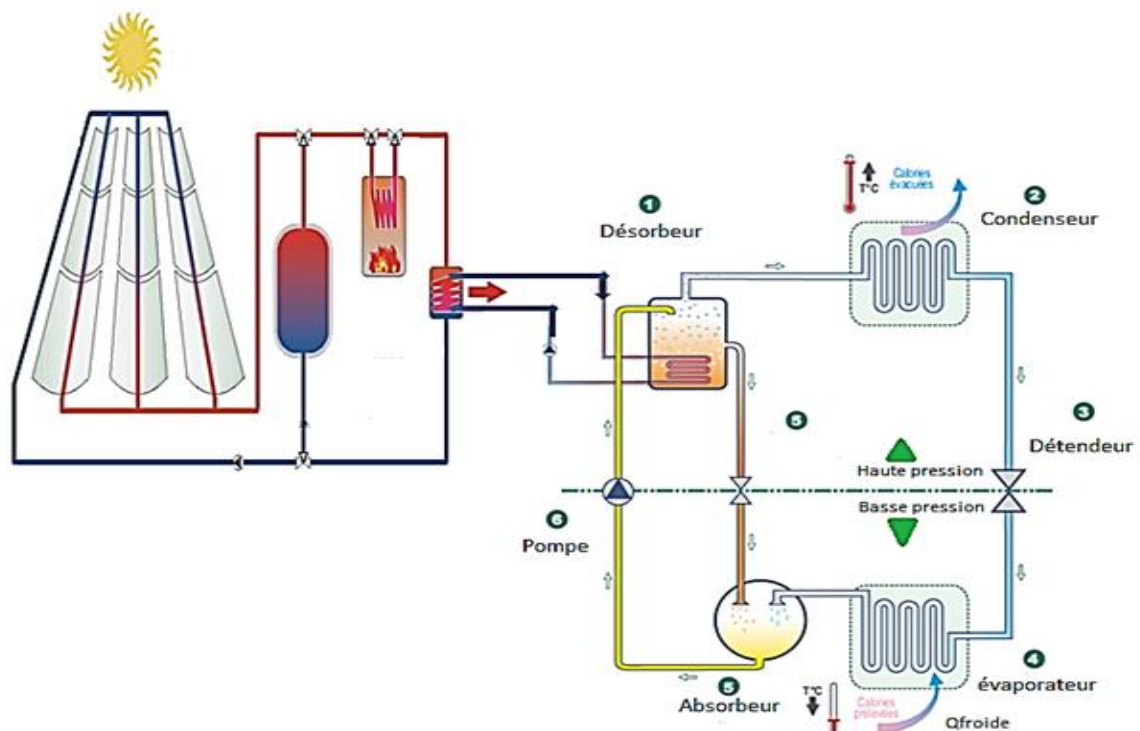 1
Désorbeur
T°C
Calories
évacuées
2
Condenseur
3
Détendeur
5
Haute pression
Basse pression
6
Pompe
5
Absorbeur
T°C
Calories
prélevées
Qfroide
4
évaporateur